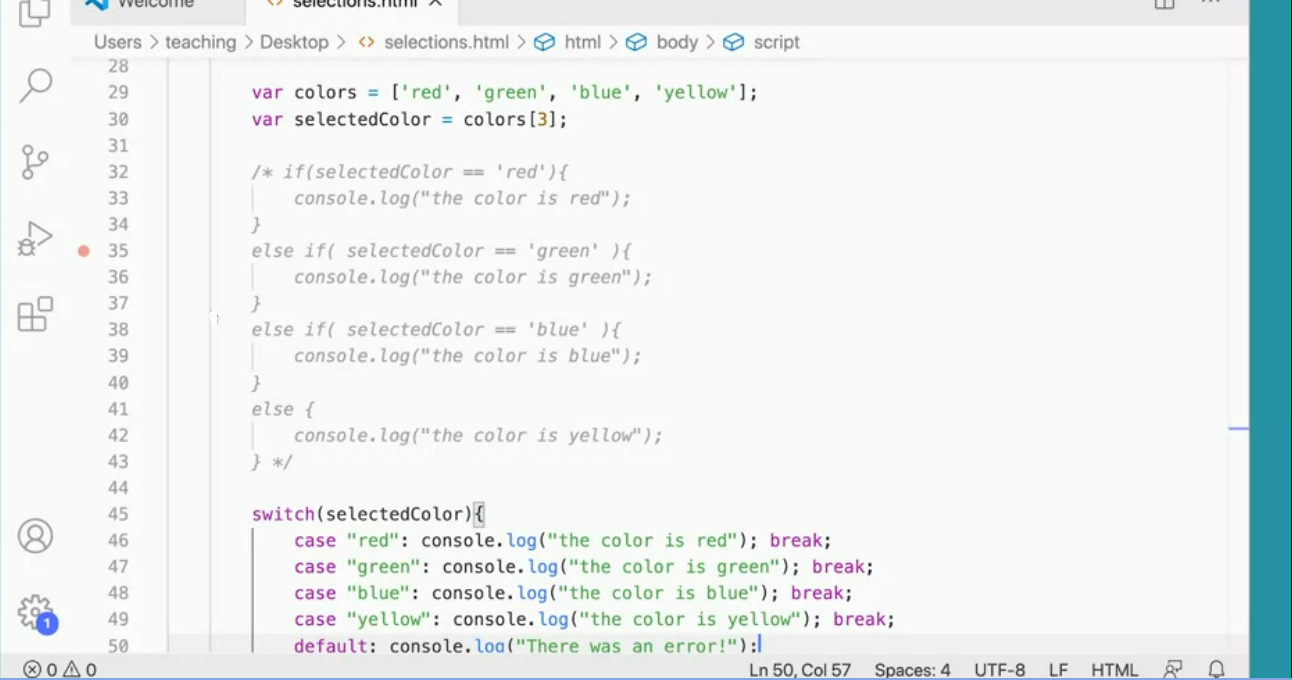 Welcome
selections.html
Users > teaching > Desktop > <> selections.html > html > body > script
28
29 var colors = ['red', 'green', 'blue', 'yellow'];
30 var selectedColor = colors[3];
31
32 /* if(selectedColor == 'red'){
33 console.log("the color is red");
34 }
35 else if( selectedColor == 'green' ){
36 console.log("the color is green");
37 }
38 else if( selectedColor == 'blue' ){
39 console.log("the color is blue");
40 }
41 else {
42 console.log("the color is yellow");
43 } */
44
45 switch(selectedColor){
46 case "red": console.log("the color is red"); break;
47 case "green": console.log("the color is green"); break;
48 case "blue": console.log("the color is blue"); break;
49 case "yellow": console.log("the color is yellow"); break;
50 default: console.log("There was an error!");
1
0 0 Ln 50, Col 57 Spaces: 4 UTF-8 LF HTML